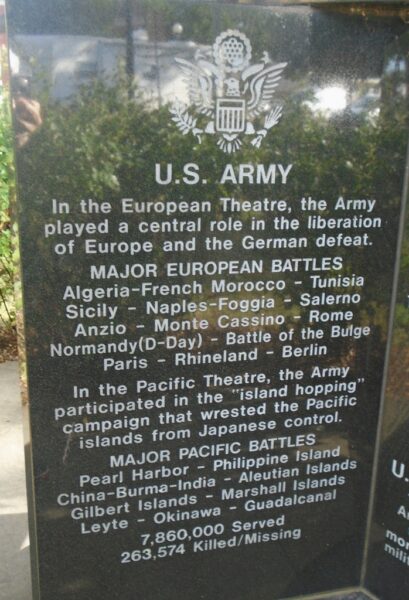 U.S. ARMY
In the European Theatre, the Army
played a central role in the liberation
of Europe and the German defeat.
MAJOR EUROPEAN BATTLES
Algeria-French Morocco - Tunisia
Sicily - Naples-Foggia - Salerno
Anzio - Monte Cassino - Rome
Normandy(D-Day) - Battle of the Bulge
Paris - Rhineland - Berlin
In the Pacific Theatre, the Army
participated in the "island hopping"
campaign that wrested the Pacific
islands from Japanese control.
MAJOR PACIFIC BATTLES
Pearl Harbor - Philippine Island
China-Burma-India - Aleutian Islands
Gilbert Islands - Marshall Islands
Leyte - Okinawa - Guadalcanal
7,860,000 Served
263,574 Killed/Missing